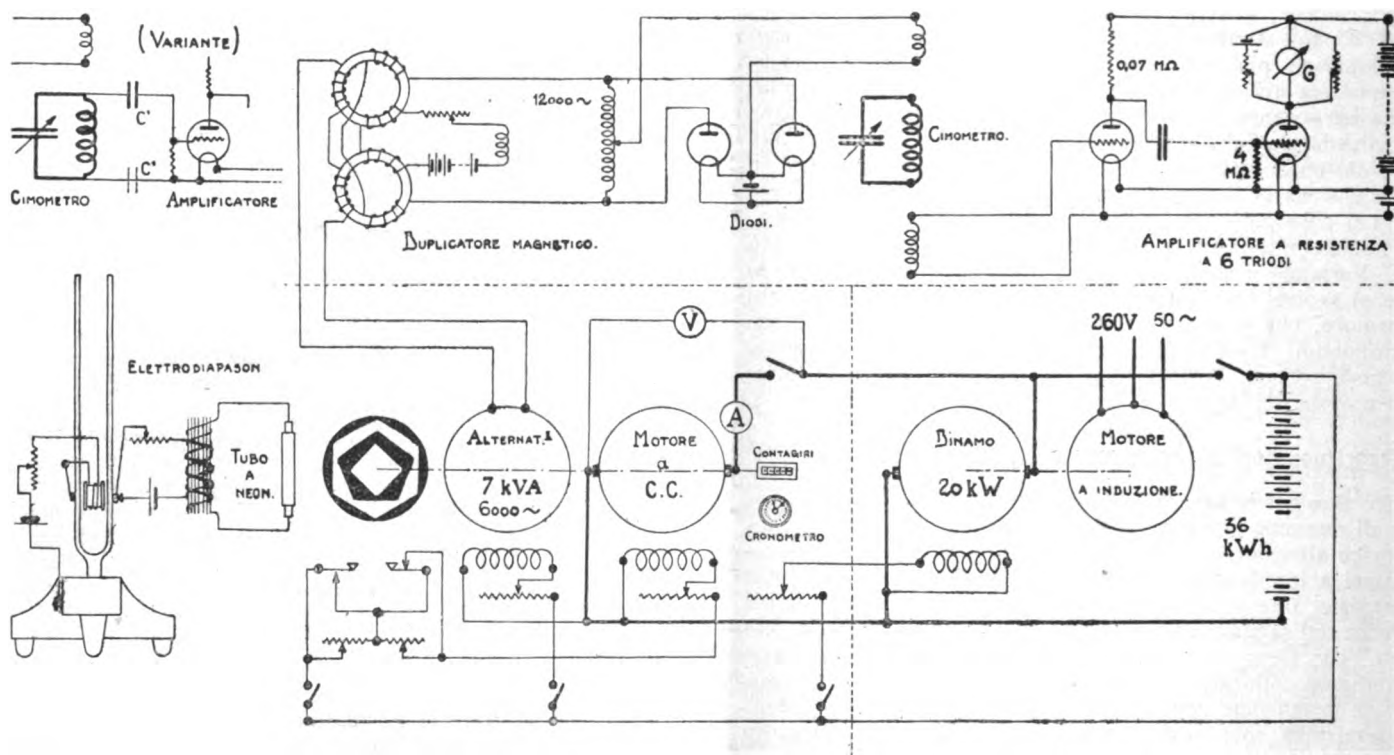 (VARIANTE)
C'
C"
CIMOMETRO
AMPLIFICATORE
12000~
DUPLICATORE MAGNETICO.
DIODI.
CIMOMETRO.
0,07 MΩ
G
4
MΩ
AMPLIFICATORE A RESISTENZA
A 6 TRIODI
ELETTRODIAPASON
TUBO
A
NEON.
V
A
260V 50~
ALTERNAT.E
7 kVA
6000~
MOTORE
a
C.C.
CONTAGIRI
CRONOMETRO
DINAMO
20 kW
MOTORE
A INDUZIONE.
36
kWh